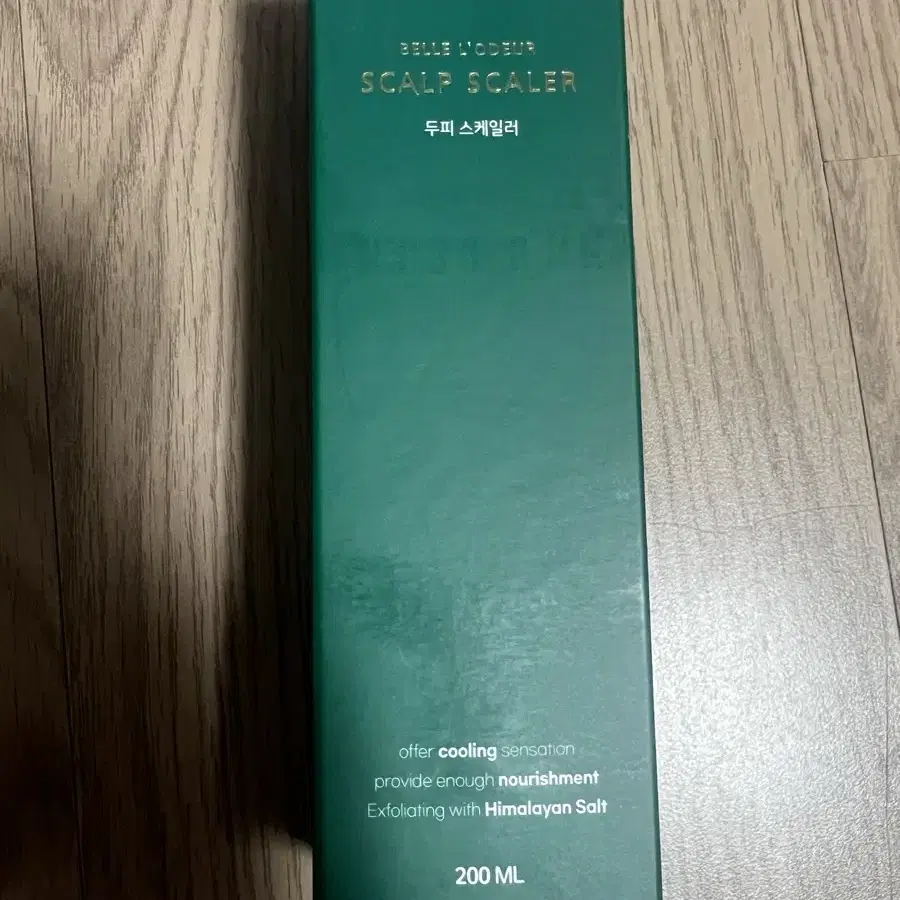 BELLE L'ODEUR
SCALP SCALER
두피 스케일러
offer cooling sensation
provide enough nourishment
Exfoliating with Himalayan Salt
200 ML